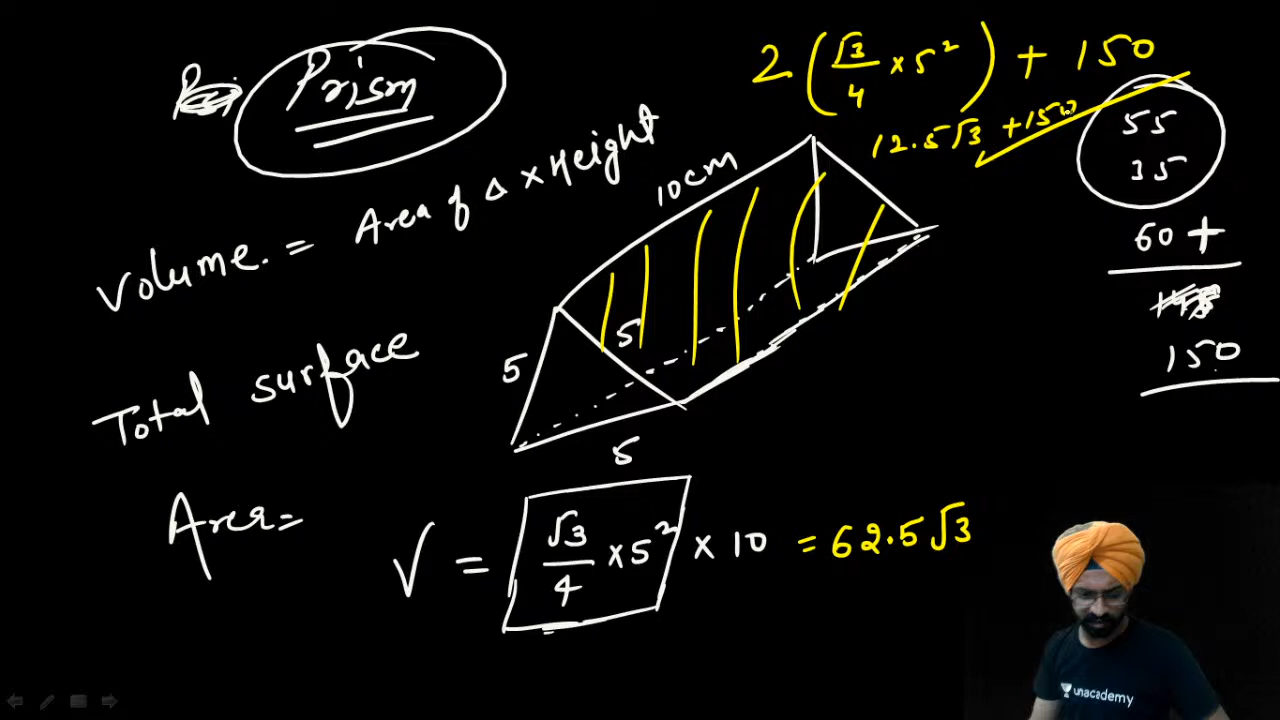 Prism
2 (√3/4 × 5²) + 150
12.5√3 + 150
55
35
60 +
150
Volume. = Area of Δ × Height
10cm
5
5
5
Total surface
Area =
V = √3/4 × 5² × 10 = 62.5√3
unacademy